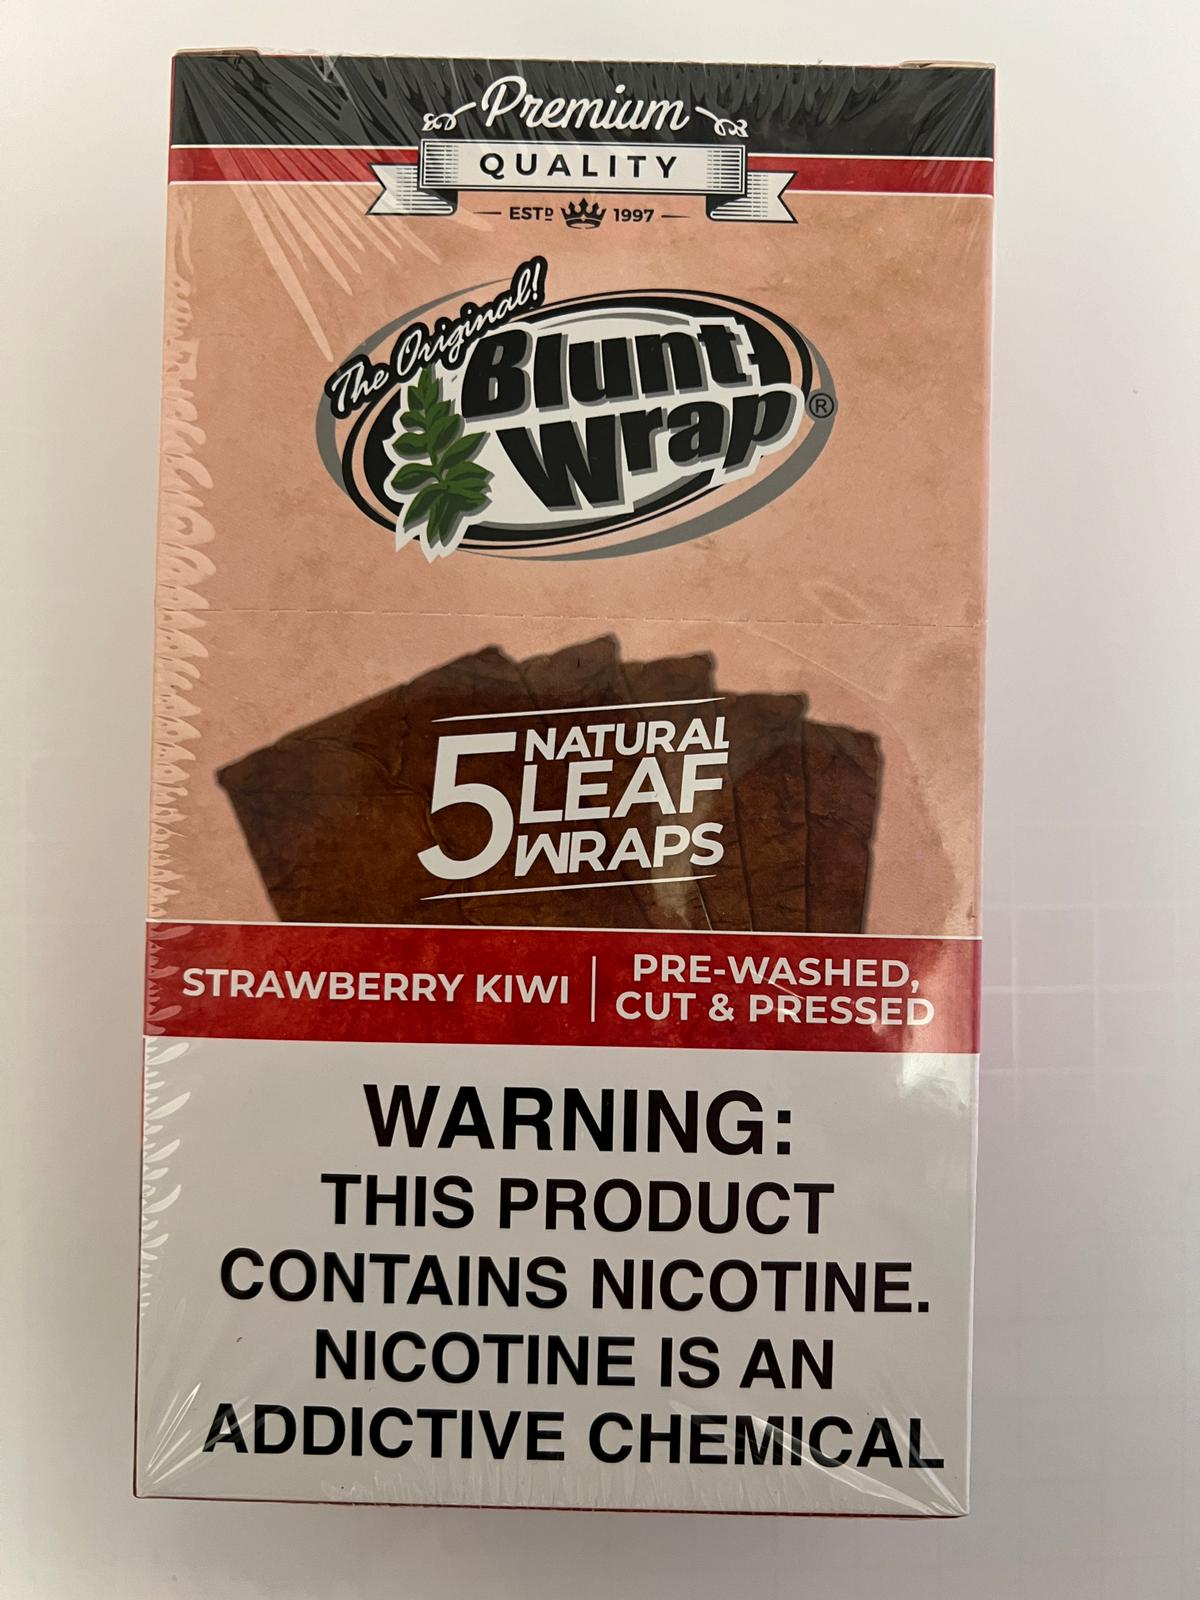 Premium
QUALITY
ESTD 1997
The Original!
Blunt
Wrap®
5 NATURAL
LEAF
WRAPS
STRAWBERRY KIWI | PRE-WASHED,
CUT & PRESSED
WARNING:
THIS PRODUCT
CONTAINS NICOTINE.
NICOTINE IS AN
ADDICTIVE CHEMICAL